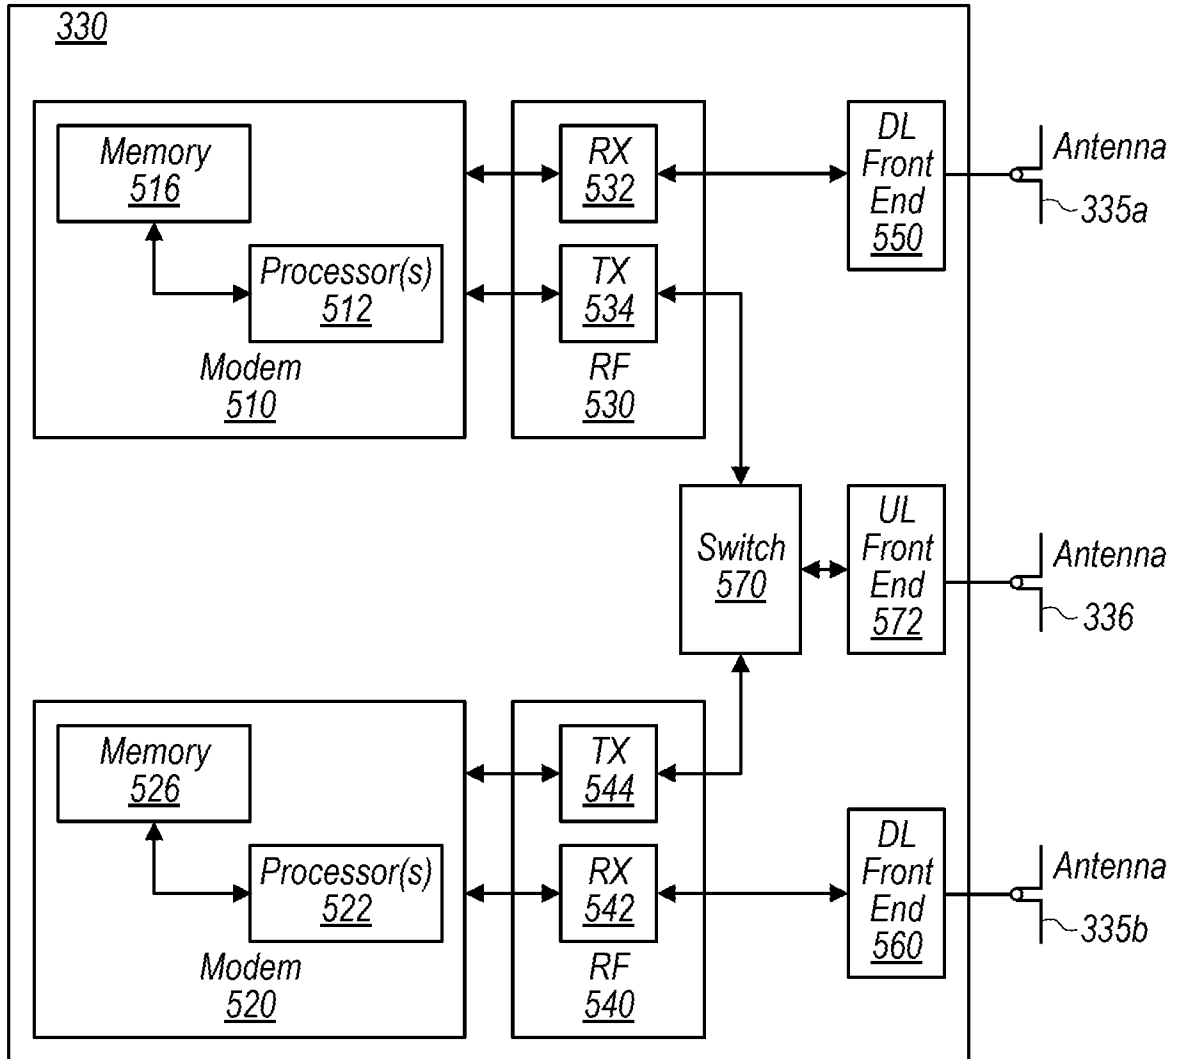 330
Memory
516
Processor(s)
512
Modem
510
RX
532
TX
534
RF
530
DL
Front
End
550
Antenna
335a
Switch
570
UL
Front
End
572
Antenna
336
Memory
526
Processor(s)
522
Modem
520
TX
544
RX
542
RF
540
DL
Front
End
560
Antenna
335b